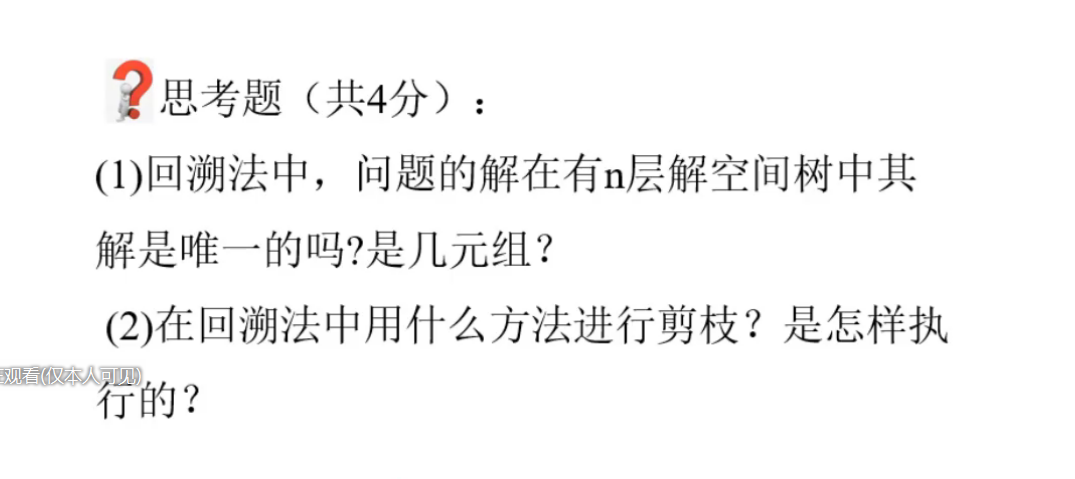 思考题（共4分）：
(1)回溯法中，问题的解在有n层解空间树中其
解是唯一的吗?是几元组？
(2)在回溯法中用什么方法进行剪枝？是怎样执
观看(仅本人可见)
行的？